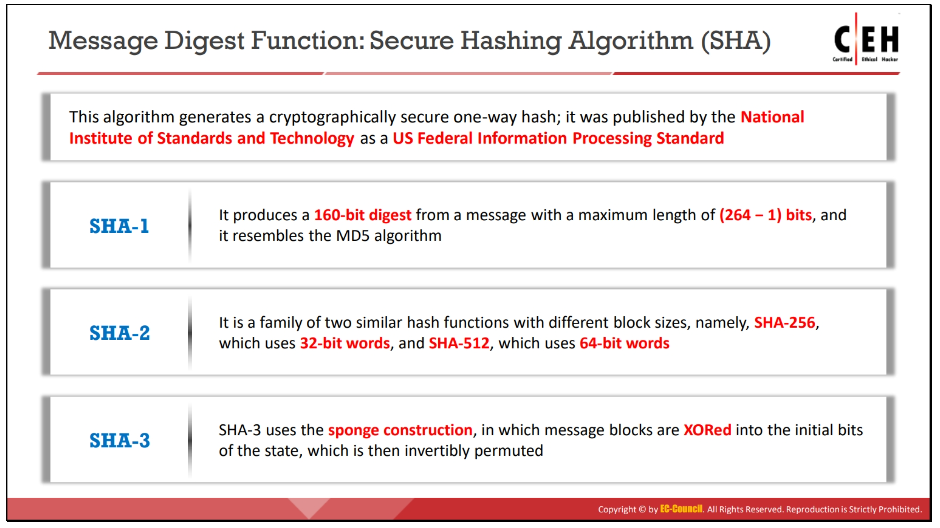 Message Digest Function: Secure Hashing Algorithm (SHA)
C|EH
Certified Ethical Hacker
This algorithm generates a cryptographically secure one-way hash; it was published by the National
Institute of Standards and Technology as a US Federal Information Processing Standard
SHA-1
It produces a 160-bit digest from a message with a maximum length of (264 – 1) bits, and
it resembles the MD5 algorithm
SHA-2
It is a family of two similar hash functions with different block sizes, namely, SHA-256,
which uses 32-bit words, and SHA-512, which uses 64-bit words
SHA-3
SHA-3 uses the sponge construction, in which message blocks are XORed into the initial bits
of the state, which is then invertibly permuted
Copyright © by EC-Council. All Rights Reserved. Reproduction is Strictly Prohibited.